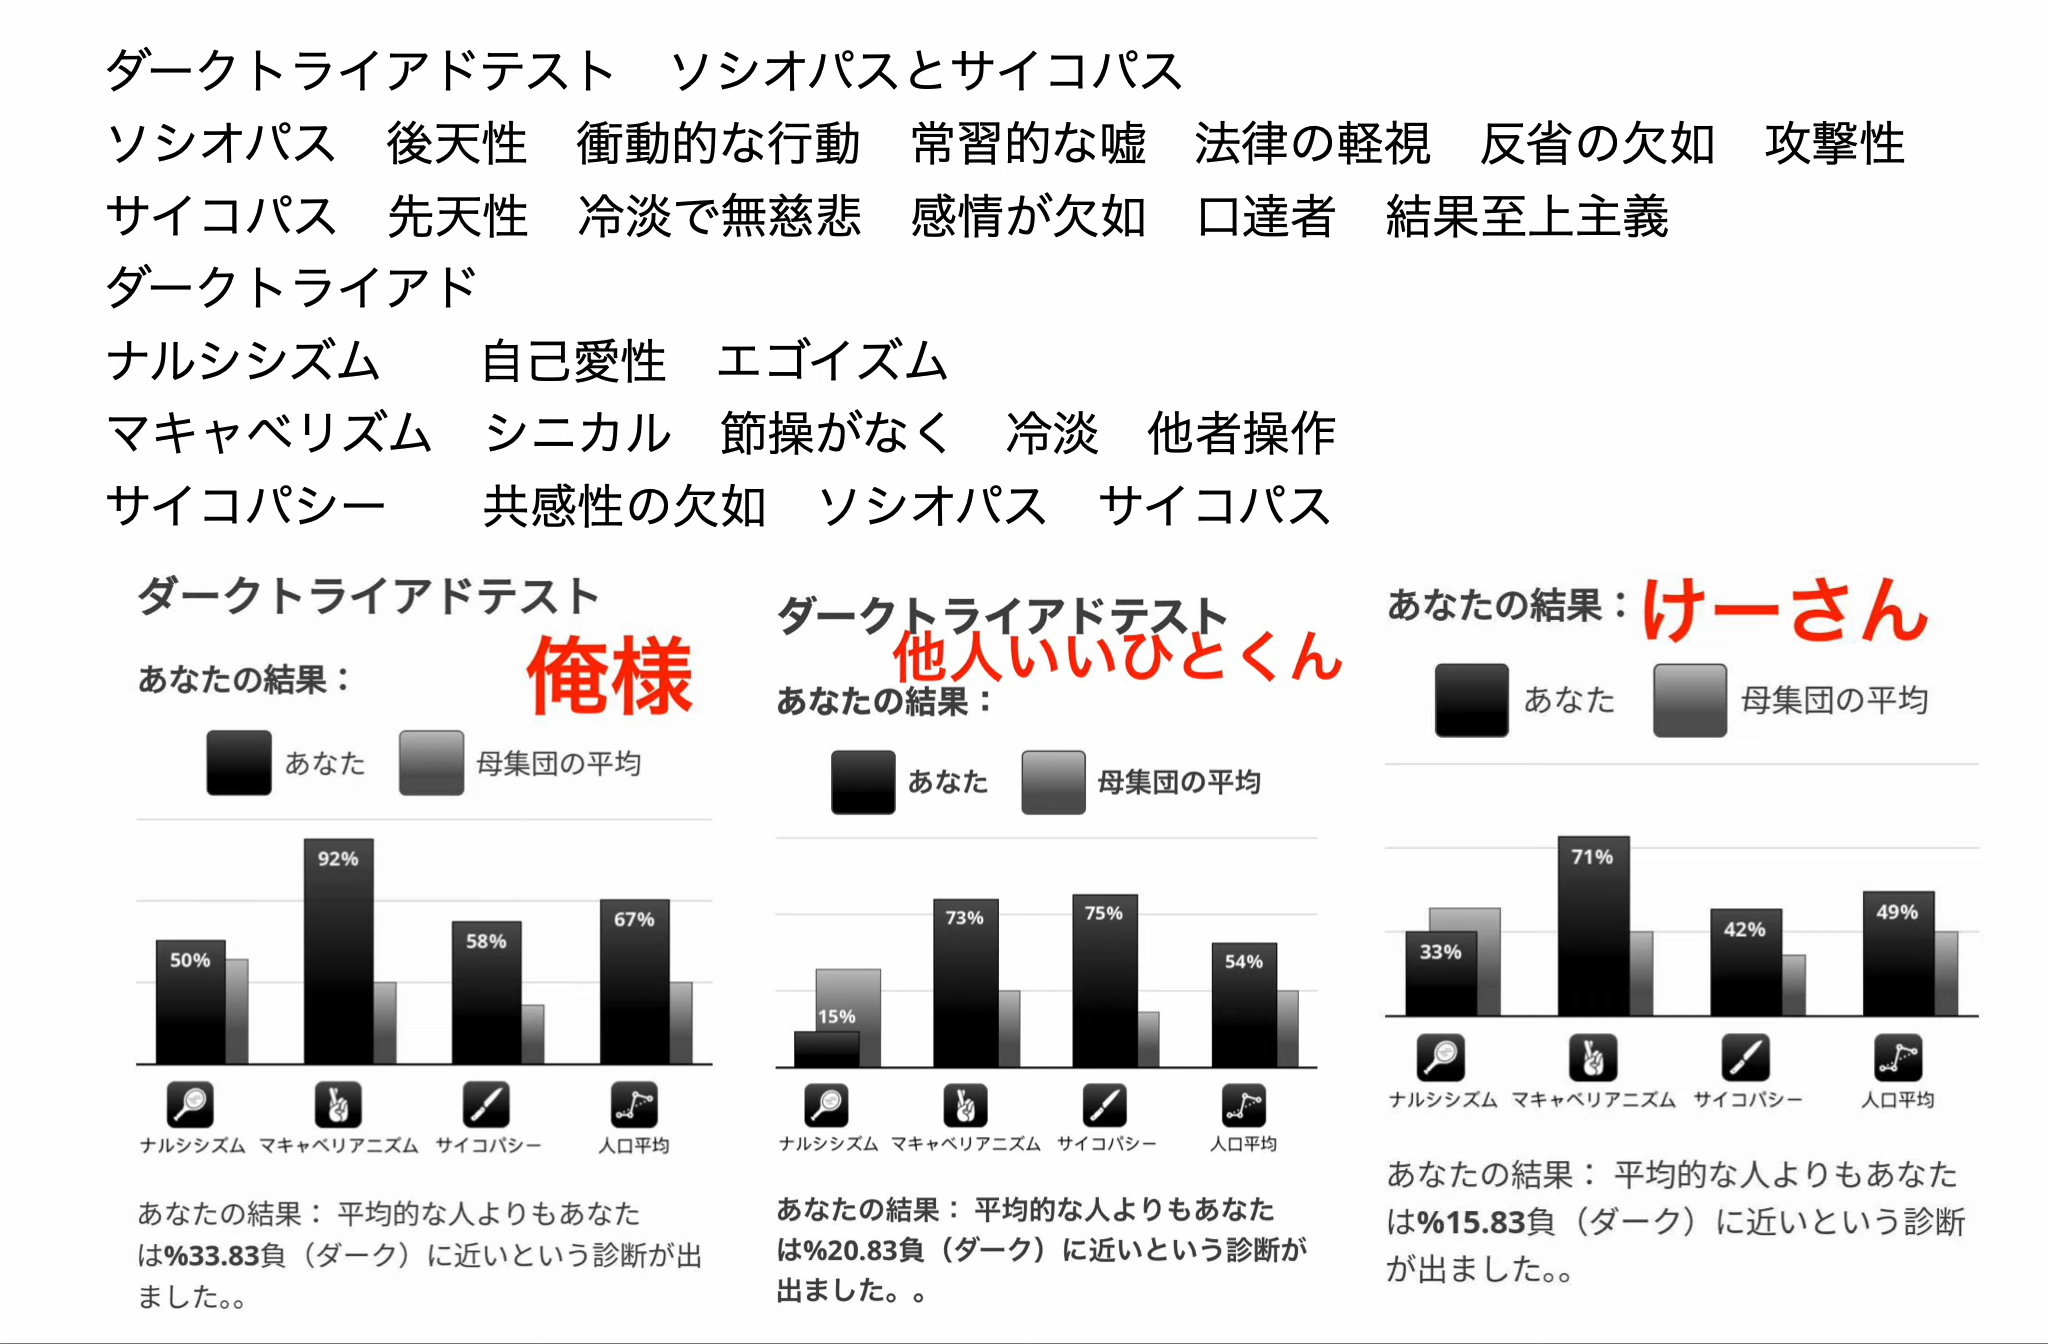 ダークトライアドテスト　ソシオパスとサイコパス
ソシオパス　後天性　衝動的な行動　常習的な嘘　法律の軽視　反省の欠如　攻撃性
サイコパス　先天性　冷淡で無慈悲　感情が欠如　口達者　結果至上主義
ダークトライアド
ナルシシズム　　自己愛性　エゴイズム
マキャベリズム　シニカル　節操がなく　冷淡　他者操作
サイコパシー　　共感性の欠如　ソシオパス　サイコパス
ダークトライアドテスト
俺様
あなたの結果：
あなた　母集団の平均
50%　92%　58%　67%
ナルシシズム　マキャベリアニズム　サイコパシー　人口平均
あなたの結果： 平均的な人よりもあなた
は%33.83負（ダーク）に近いという診断が出
ました。。
ダークトライアドテスト
他人いいひとくん
あなたの結果：
あなた　母集団の平均
15%　73%　75%　54%
ナルシシズム　マキャベリアニズム　サイコパシー　人口平均
あなたの結果： 平均的な人よりもあなた
は%20.83負（ダーク）に近いという診断が
出ました。。
あなたの結果：けーさん
あなた　母集団の平均
33%　71%　42%　49%
ナルシシズム　マキャベリアニズム　サイコパシー　人口平均
あなたの結果： 平均的な人よりもあなた
は%15.83負（ダーク）に近いという診断
が出ました。。